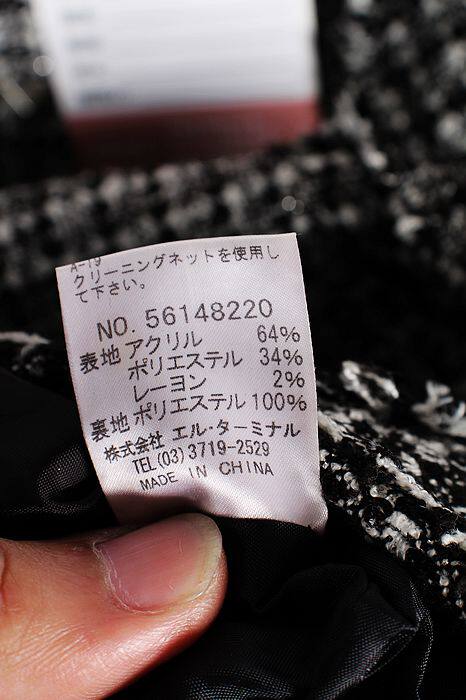 A-19
クリーニングネットを使用し
て下さい。
NO. 56148220
表地 アクリル 64%
ポリエステル 34%
レーヨン 2%
裏地 ポリエステル 100%
株式会社 エル・ターミナル
TEL (03) 3719-2529
MADE IN CHINA